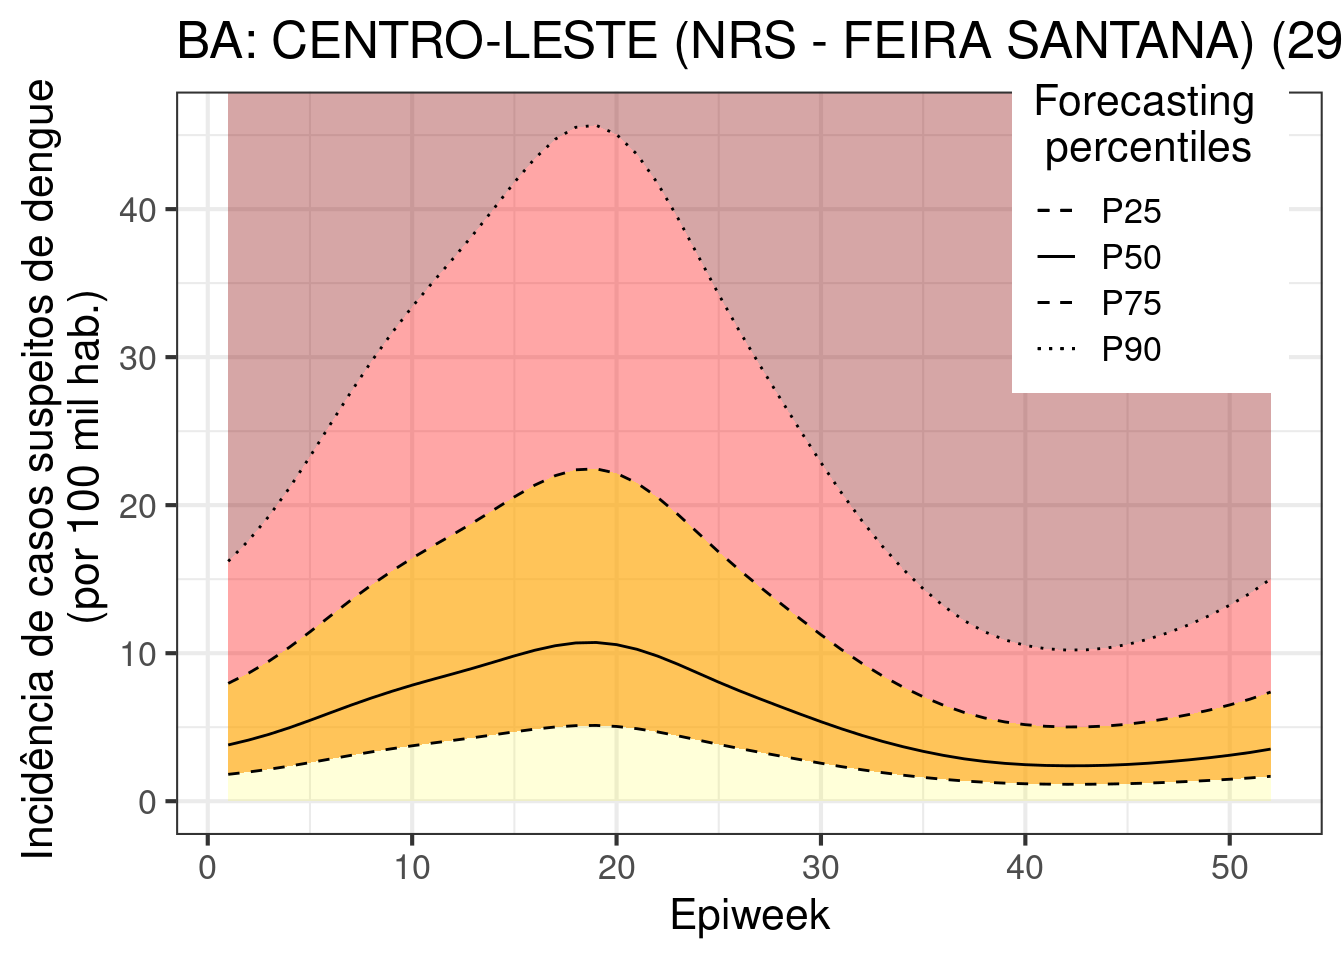 BA: CENTRO-LESTE (NRS - FEIRA SANTANA) (29
Incidência de casos suspeitos de dengue
(por 100 mil hab.)
40
30
20
10
0
Forecasting
percentiles
P25
P50
P75
P90
0 10 20 30 40 50
Epiweek